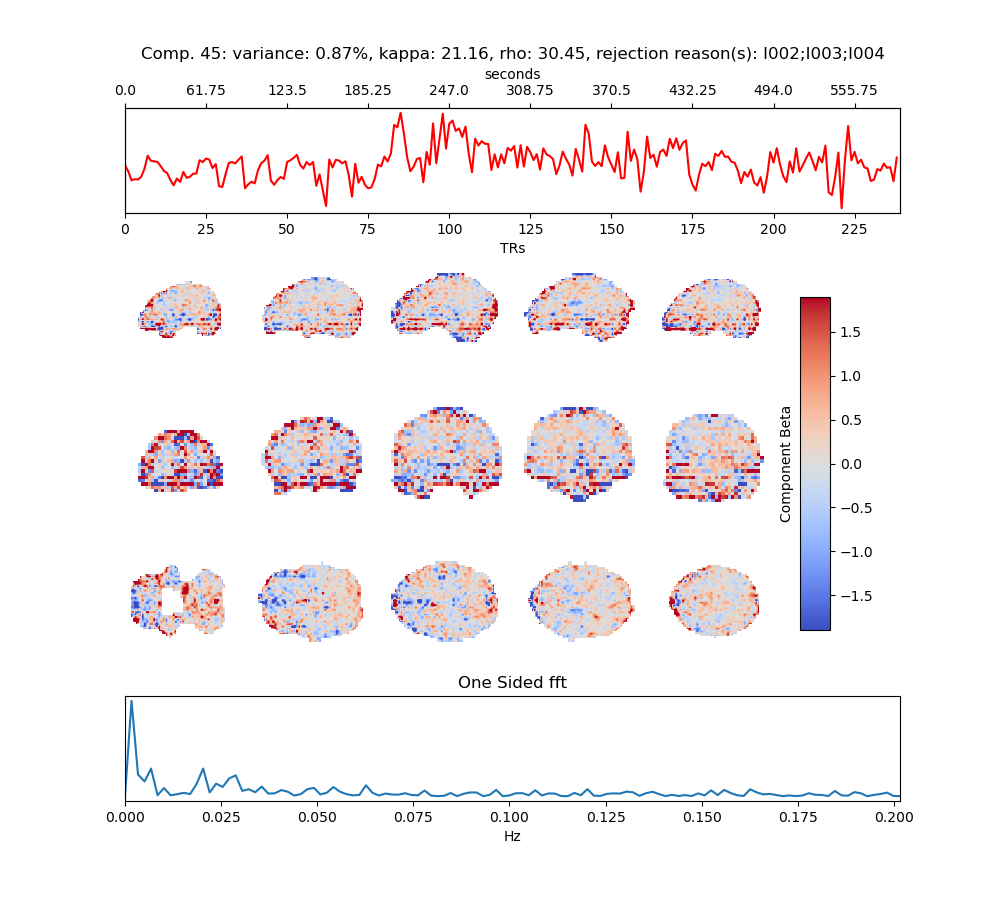 Comp. 45: variance: 0.87%, kappa: 21.16, rho: 30.45, rejection reason(s): I002;I003;I004
seconds
0.0 61.75 123.5 185.25 247.0 308.75 370.5 432.25 494.0 555.75
0 25 50 75 100 125 150 175 200 225
TRs
1.5
1.0
0.5
0.0
−0.5
−1.0
−1.5
Component Beta
One Sided fft
0.000 0.025 0.050 0.075 0.100 0.125 0.150 0.175 0.200
Hz